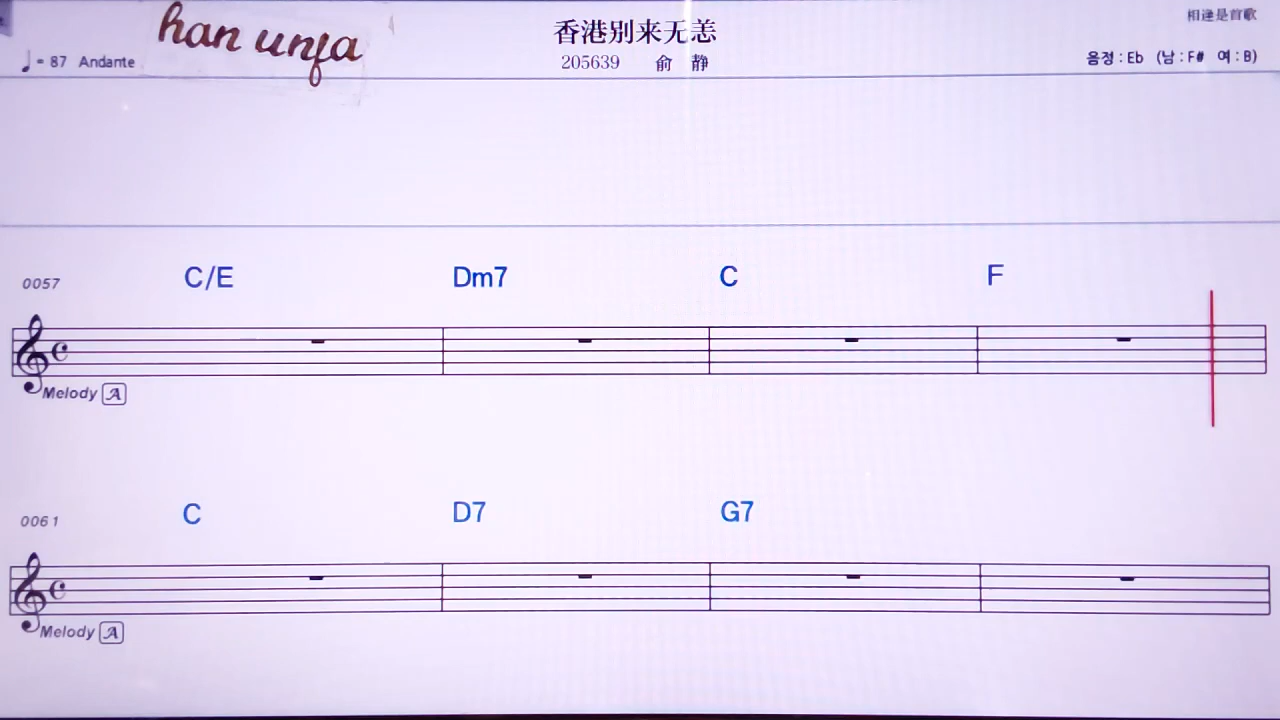 han unfa
香港别来无恙
相逢是首歌
♩= 87 Andante
205639 俞 静
음정 : Eb (남 : F# 여 : B)
0057 C/E Dm7 C F
Melody A
0061 C D7 G7
Melody A